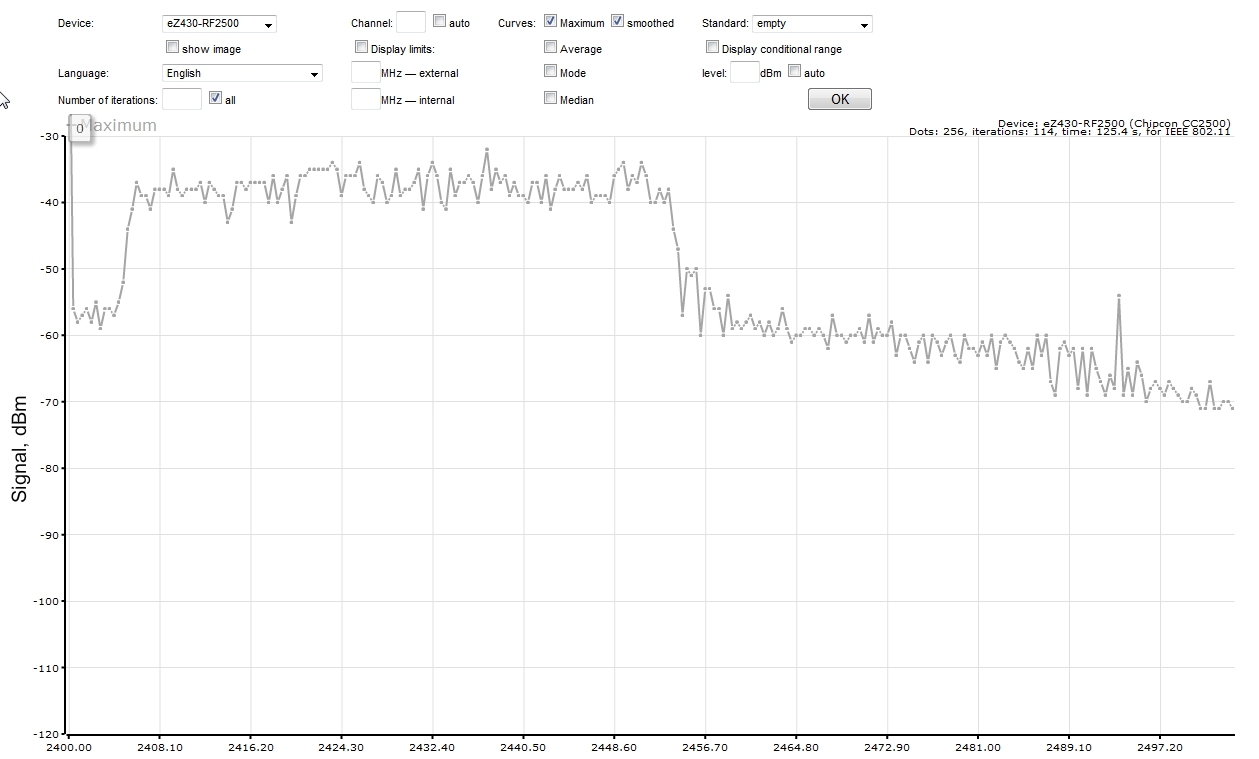 Device: eZ430-RF2500 Channel: auto Curves: Maximum smoothed Standard: empty
show image Display limits: Average Display conditional range
Language: English MHz — external Mode level: dBm auto
Number of iterations: all MHz — internal Median OK
0 Maximum
Device: eZ430-RF2500 (Chipcon CC2500)
Dots: 256, iterations: 114, time: 125.4 s, for IEEE 802.11
-30
-40
-50
-60
-70
-80
-90
-100
-110
-120
Signal, dBm
2400.00 2408.10 2416.20 2424.30 2432.40 2440.50 2448.60 2456.70 2464.80 2472.90 2481.00 2489.10 2497.20